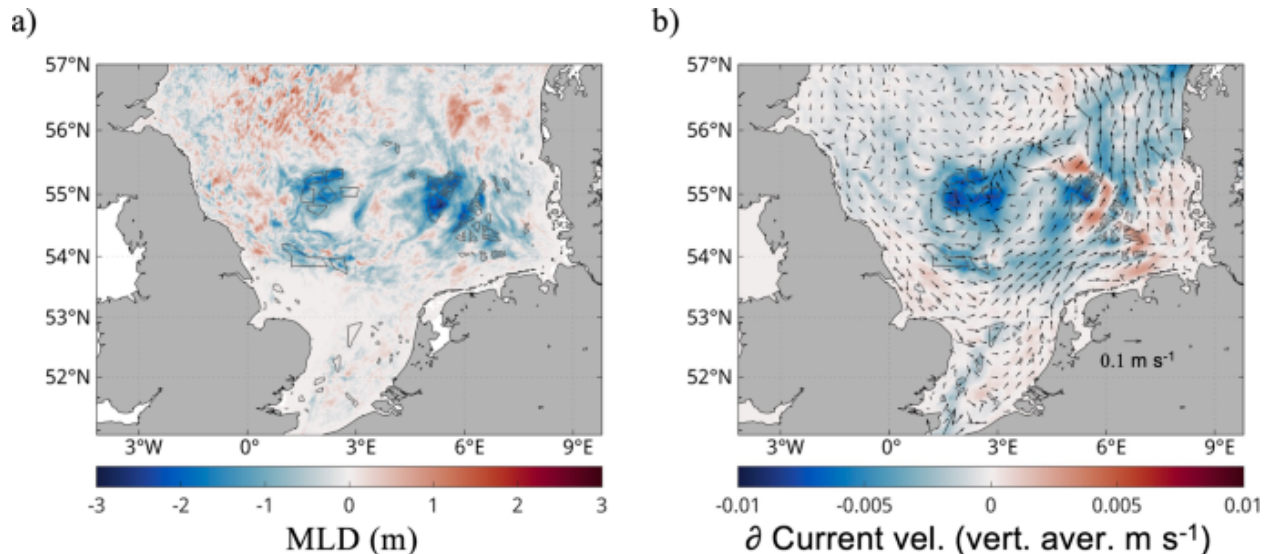 a)
b)
57°N
56°N
55°N
54°N
53°N
52°N
3°W 0° 3°E 6°E 9°E
-3 -2 -1 0 1 2 3
MLD (m)
57°N
56°N
55°N
54°N
53°N
52°N
0.1 m s-1
3°W 0° 3°E 6°E 9°E
-0.01 -0.005 0 0.005 0.01
∂ Current vel. (vert. aver. m s-1)